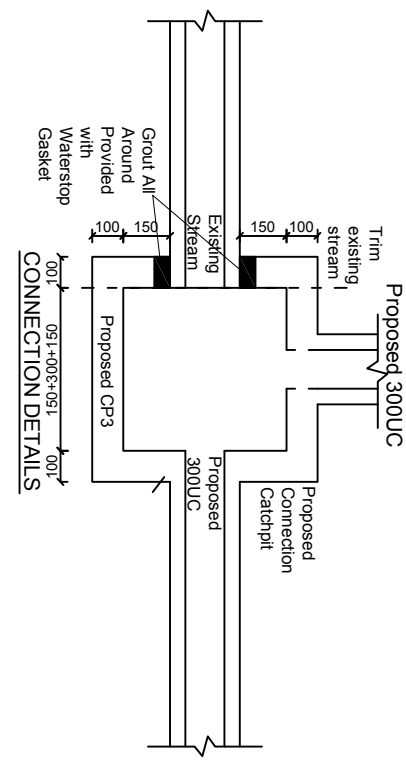 Proposed 300UC
Trim
existing
stream
100
150
Existing
Stream
150
100
Grout All
Around
Provided
with
Waterstop
Gasket
Proposed
Connection
Catchpit
Proposed
300UC
Proposed CP3
100
150+300+150
100
CONNECTION DETAILS